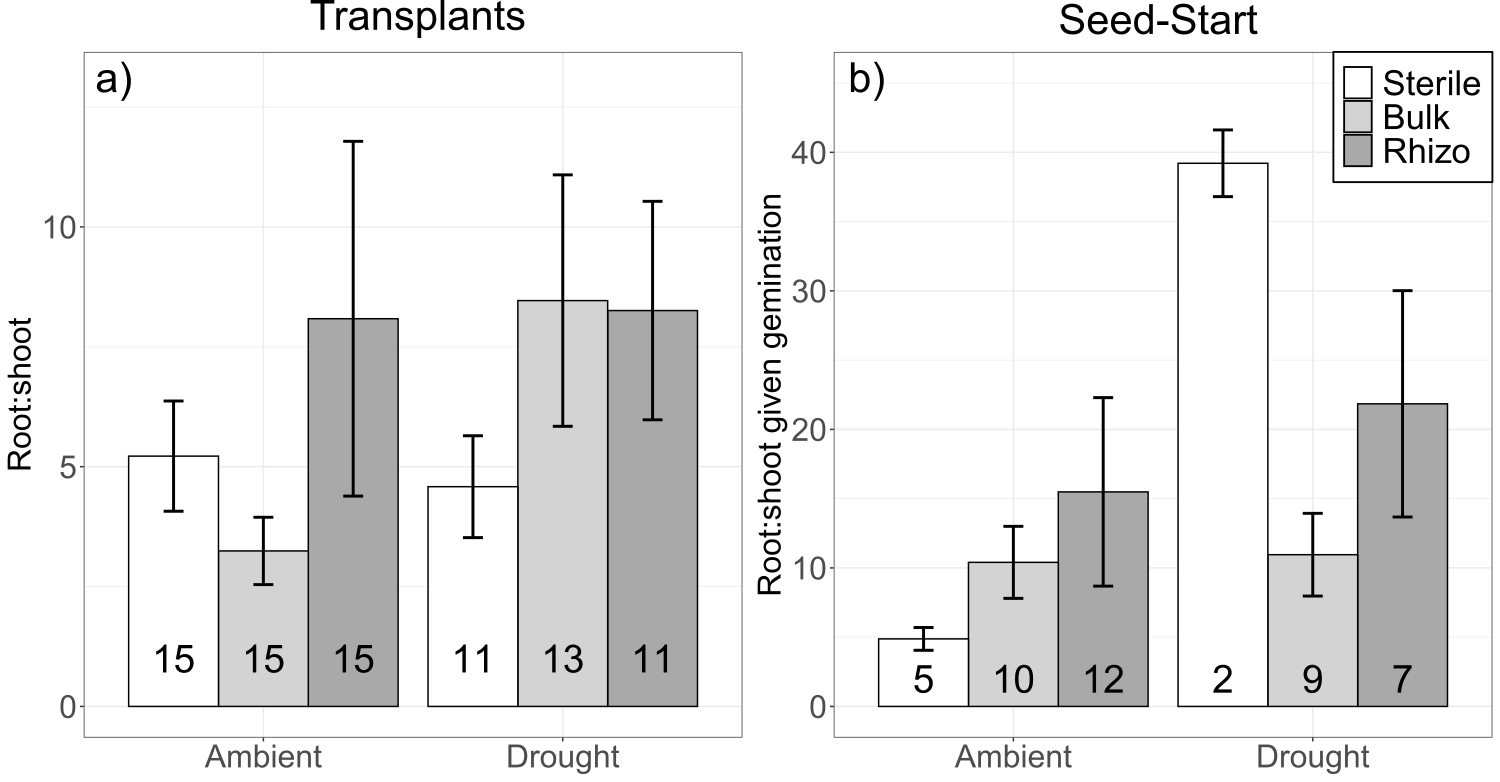 Transplants
a)
Root:shoot
10
5
0
15 15 15 11 13 11
Ambient Drought
Seed-Start
b)
Sterile
Bulk
Rhizo
Root:shoot given gemination
40
30
20
10
0
5 10 12 2 9 7
Ambient Drought